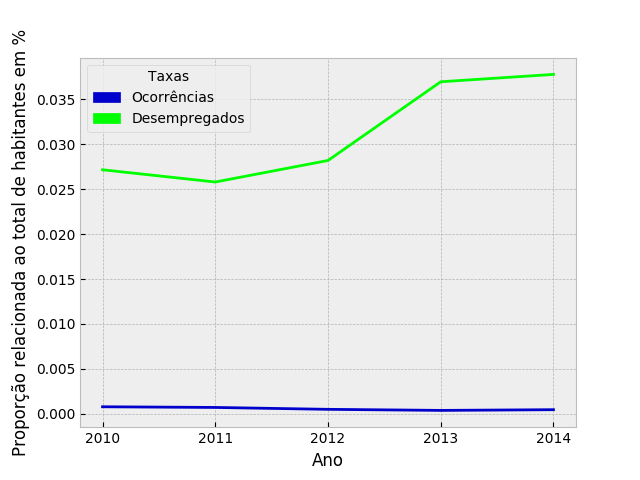 Proporção relacionada ao total de habitantes em %
Taxas
Ocorrências
Desempregados
0.035
0.030
0.025
0.020
0.015
0.010
0.005
0.000
2010 2011 2012 2013 2014
Ano